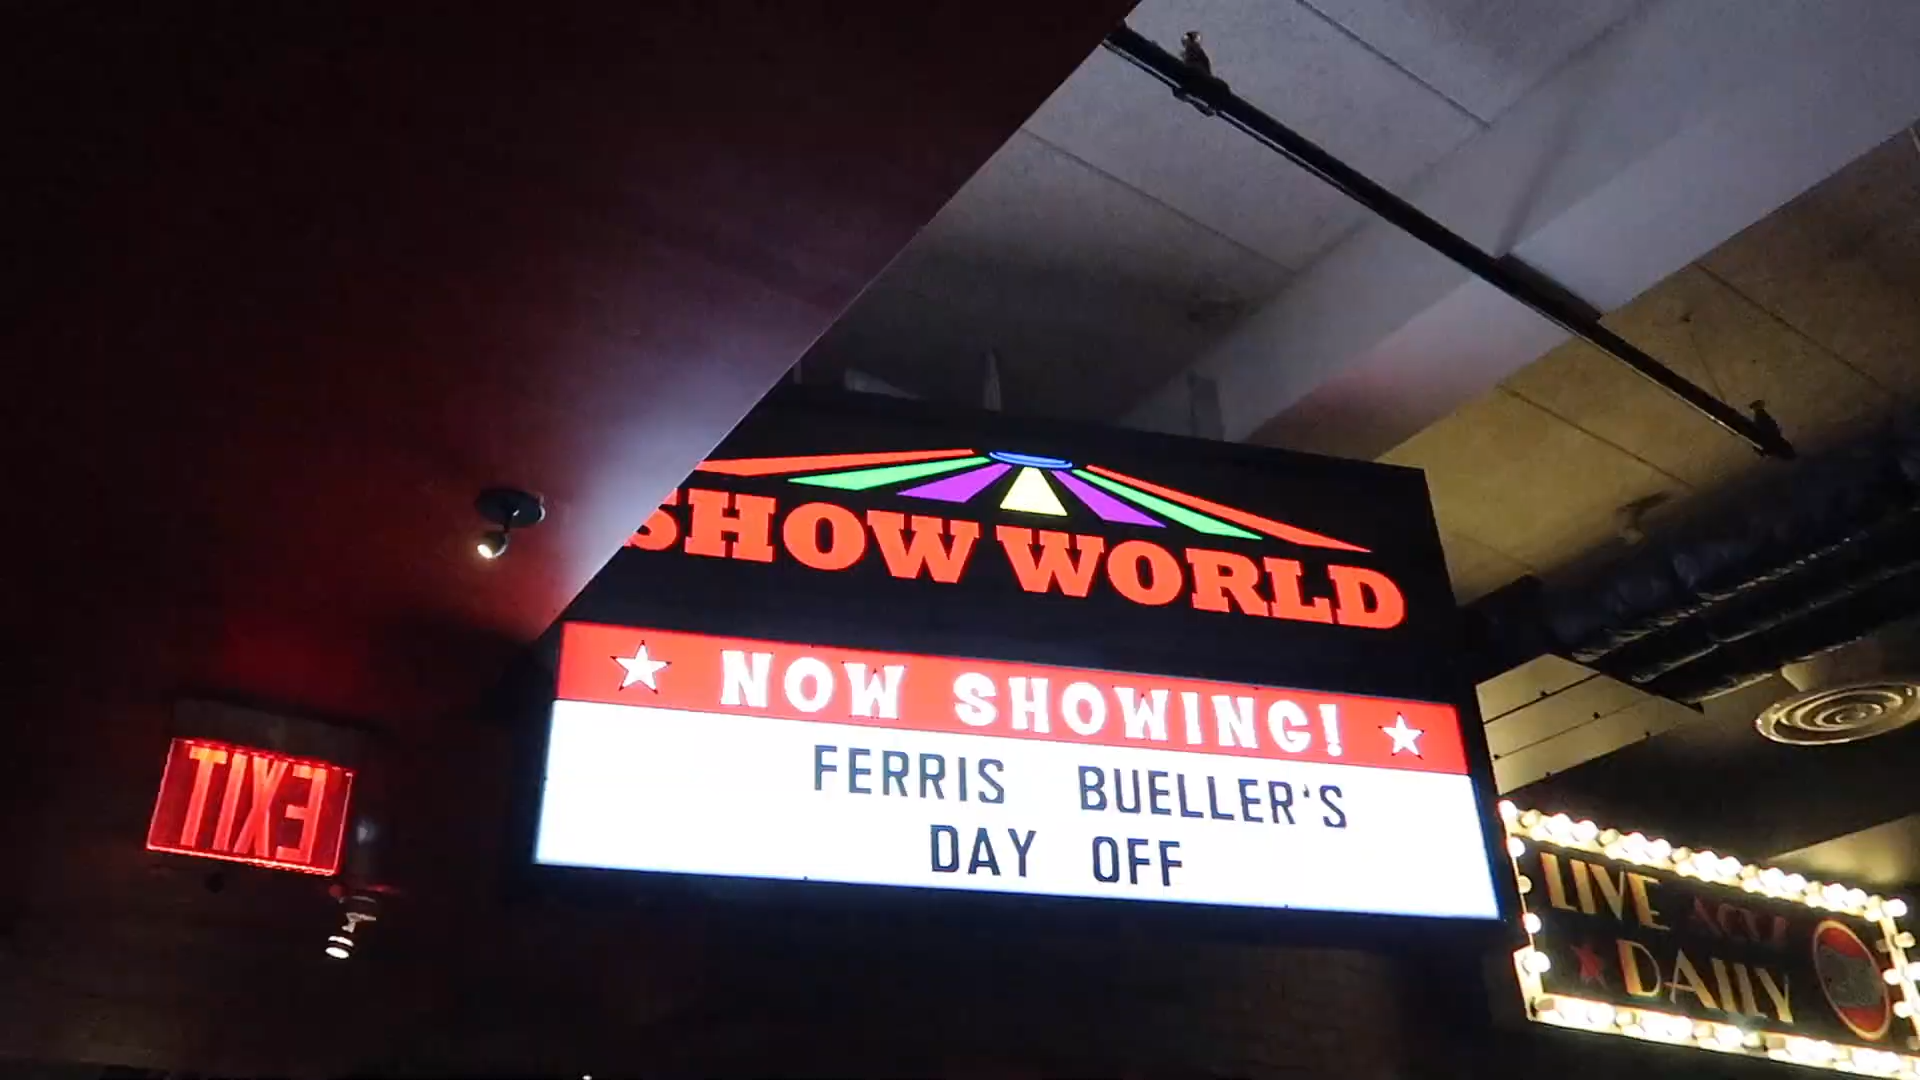 SHOW WORLD
NOW SHOWING!
FERRIS BUELLER'S
DAY OFF
EXIT
LIVE
DAILY